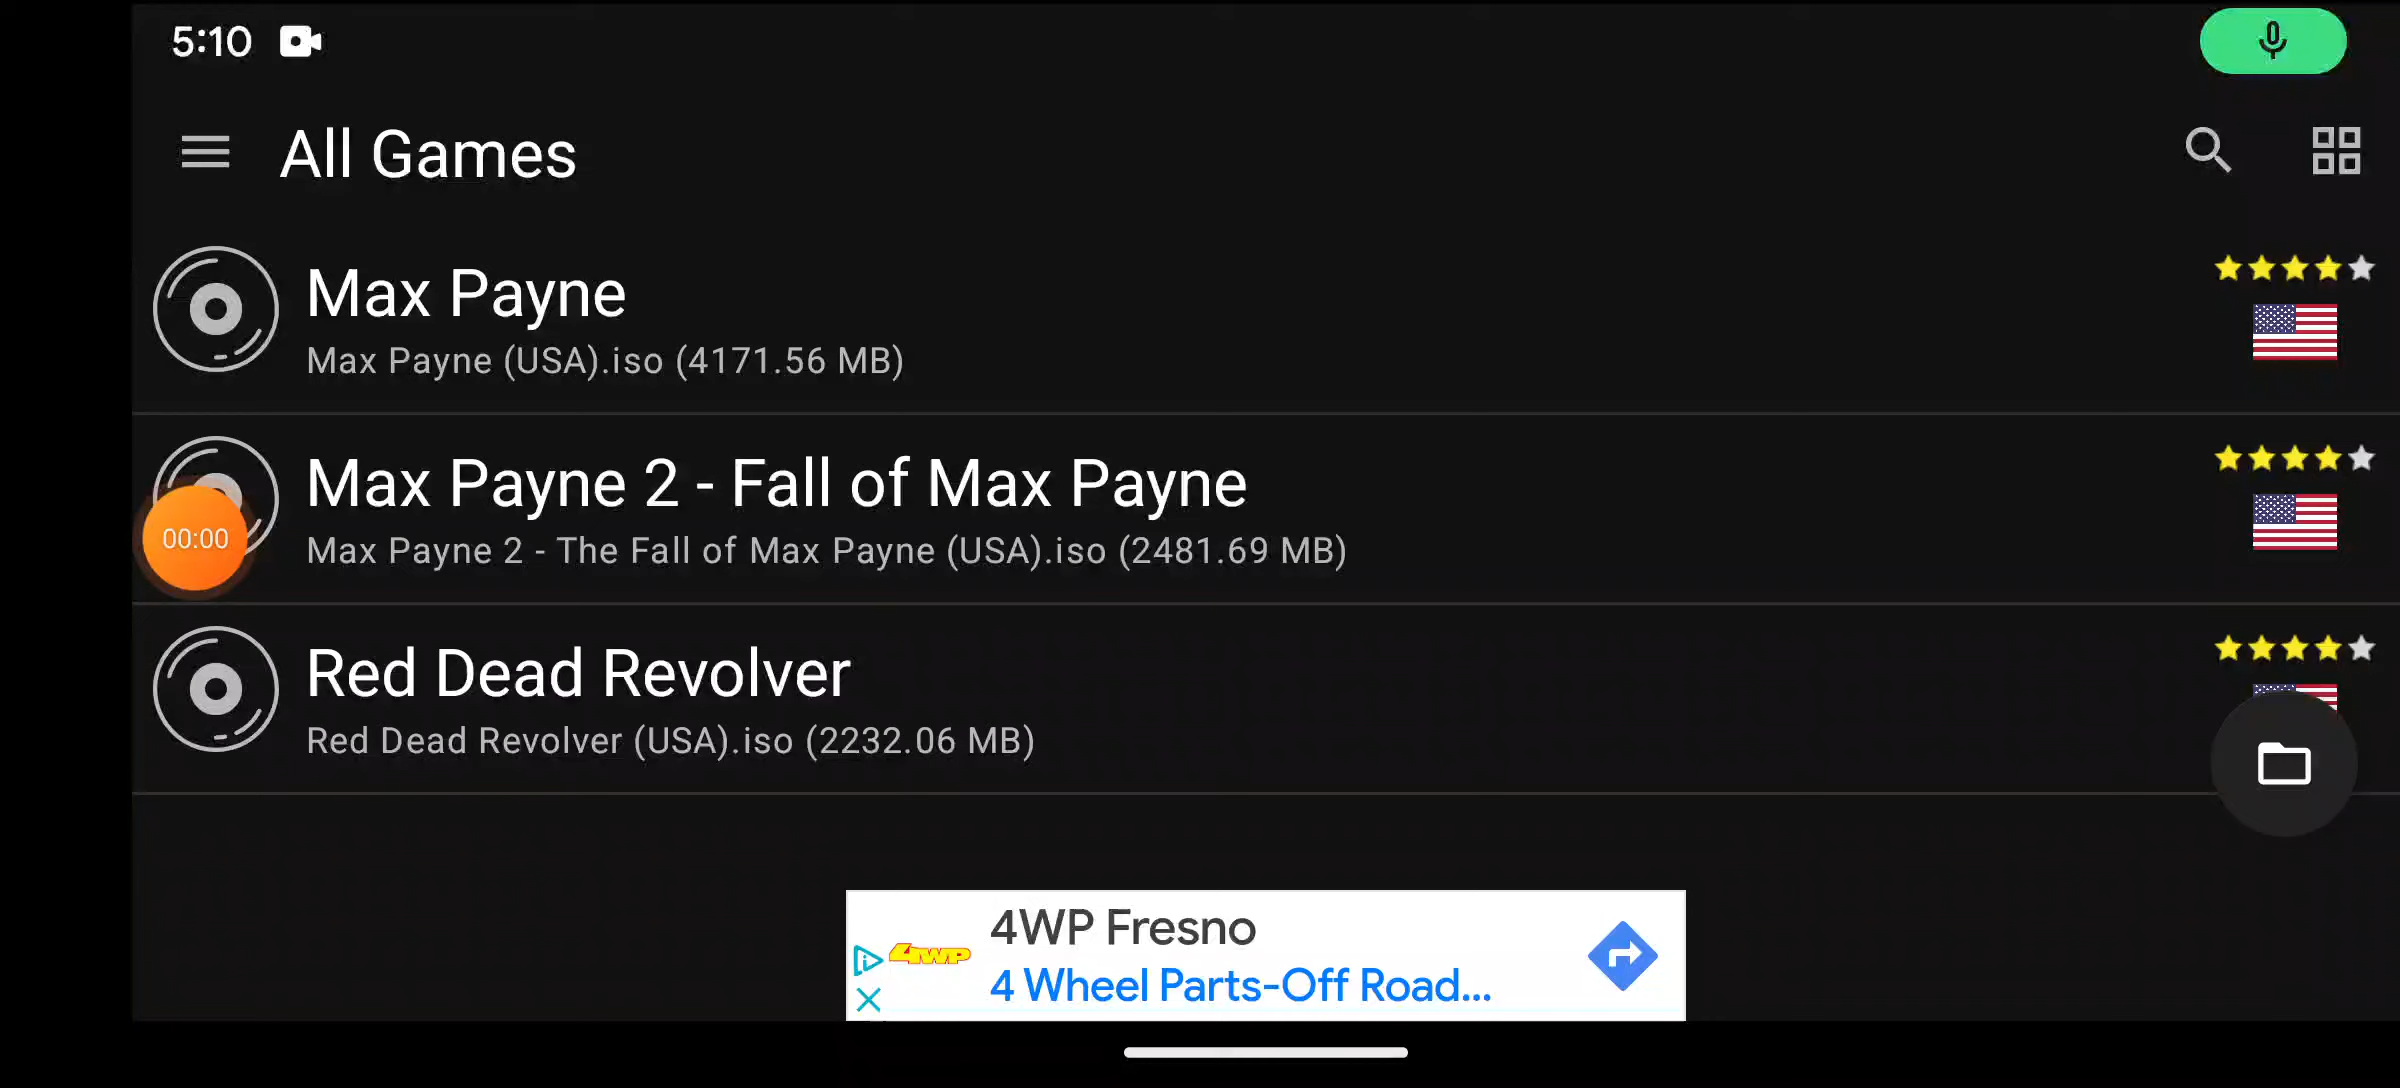 5:10
All Games
Max Payne
Max Payne (USA).iso (4171.56 MB)
Max Payne 2 - Fall of Max Payne
Max Payne 2 - The Fall of Max Payne (USA).iso (2481.69 MB)
00:00
Red Dead Revolver
Red Dead Revolver (USA).iso (2232.06 MB)
4WP Fresno
4WP
4 Wheel Parts-Off Road...